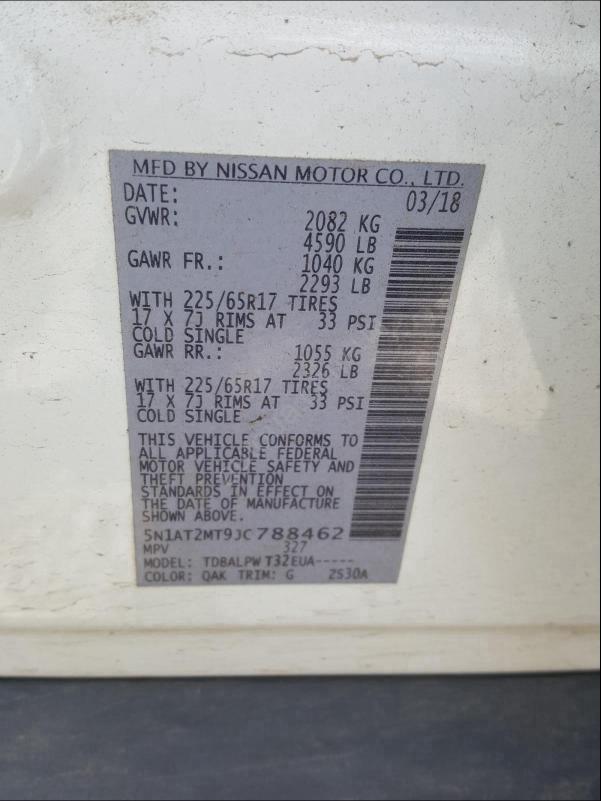 MFD BY NISSAN MOTOR CO., LTD.
DATE: 03/18
GVWR: 2082 KG
4590 LB
GAWR FR.: 1040 KG
2293 LB
WITH 225/65R17 TIRES
17 X 7J RIMS AT 33 PSI
COLD SINGLE
GAWR RR.: 1055 KG
2326 LB
WITH 225/65R17 TIRES
17 X 7J RIMS AT 33 PSI
COLD SINGLE
THIS VEHICLE CONFORMS TO
ALL APPLICABLE FEDERAL
MOTOR VEHICLE SAFETY AND
THEFT PREVENTION
STANDARDS IN EFFECT ON
THE DATE OF MANUFACTURE
SHOWN ABOVE.
5N1AT2MT9JC788462
MPV 327
MODEL: TDBALPW T32EUA-----
COLOR: QAK TRIM: G ZS30A